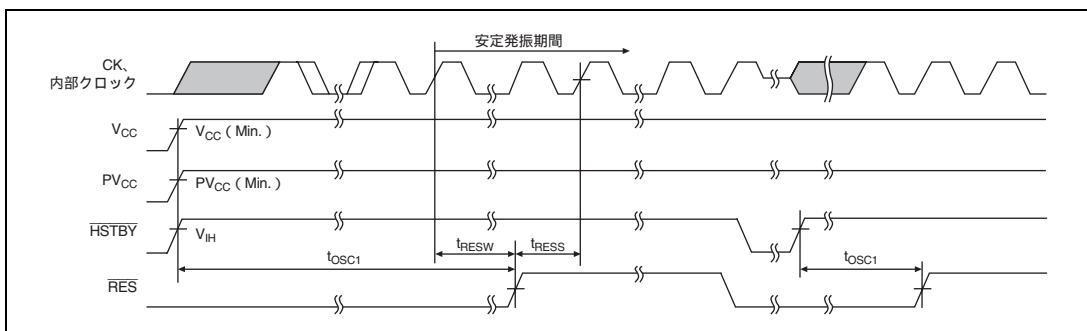 安定発振期間
CK、
内部クロック
VCC
VCC ( Min. )
PVCC
PVCC ( Min. )
HSTBY
VIH
tRESW
tRESS
tOSC1
tOSC1
RES